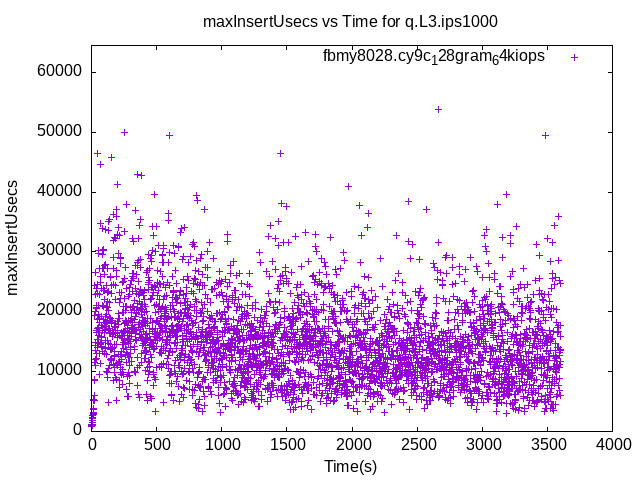 maxInsertUsecs vs Time for q.L3.ips1000
fbmy8028.cy9c₁28gram₆4kiops
60000
50000
40000
30000
20000
10000
0
maxInsertUsecs
0 500 1000 1500 2000 2500 3000 3500 4000
Time(s)